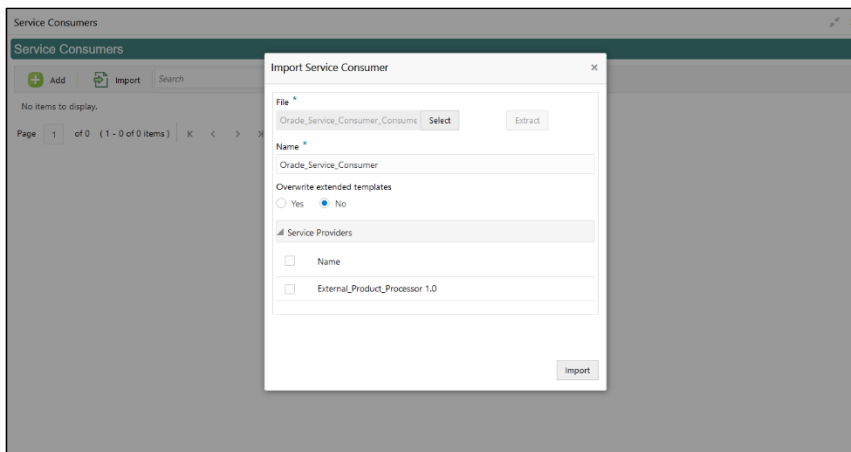 Service Consumers
Service Consumers
Add Import Search
No items to display.
Page 1 of 0 (1 - 0 of 0 items) K < >
Import Service Consumer ×
File *
Oracle_Service_Consumer_Consume Select Extract
Name *
Oracle_Service_Consumer
Overwrite extended templates
Yes No
Service Providers
Name
External_Product_Processor 1.0
Import